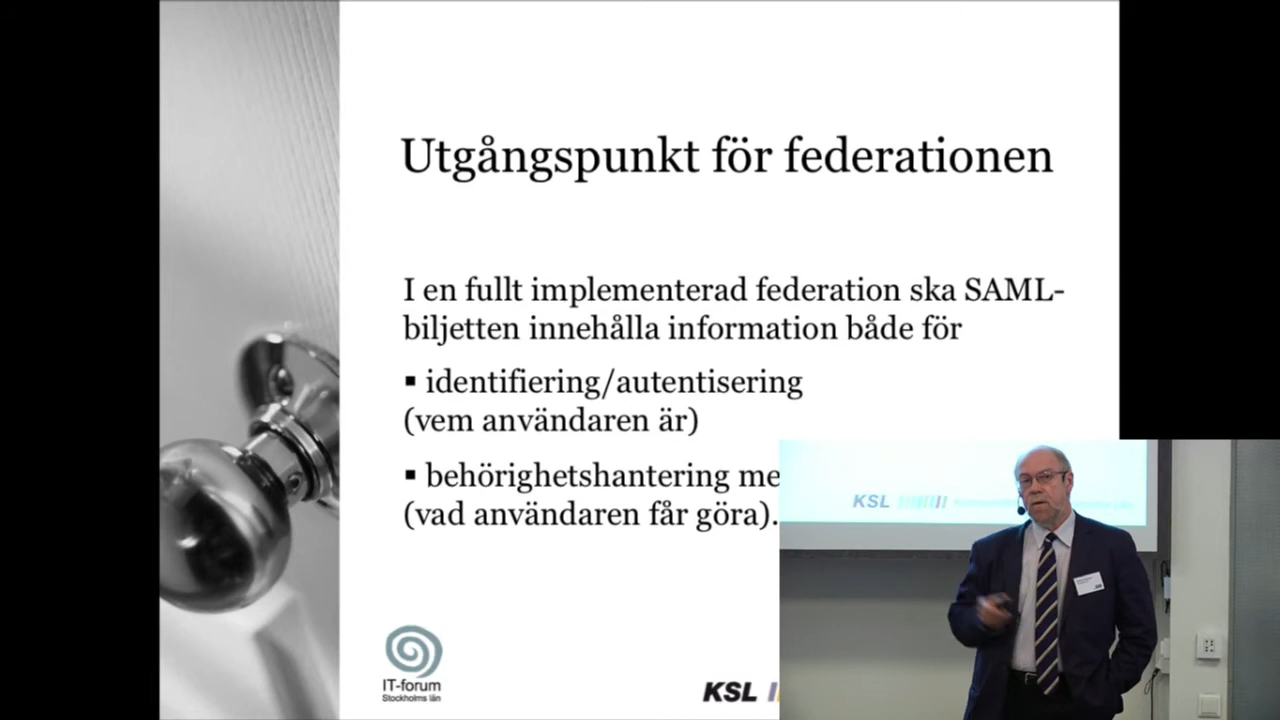 Utgångspunkt för federationen
I en fullt implementerad federation ska SAML-
biljetten innehålla information både för
▪ identifiering/autentisering
(vem användaren är)
▪ behörighetshantering me
(vad användaren får göra).
IT-forum
Stockholms län
KSL
KSL